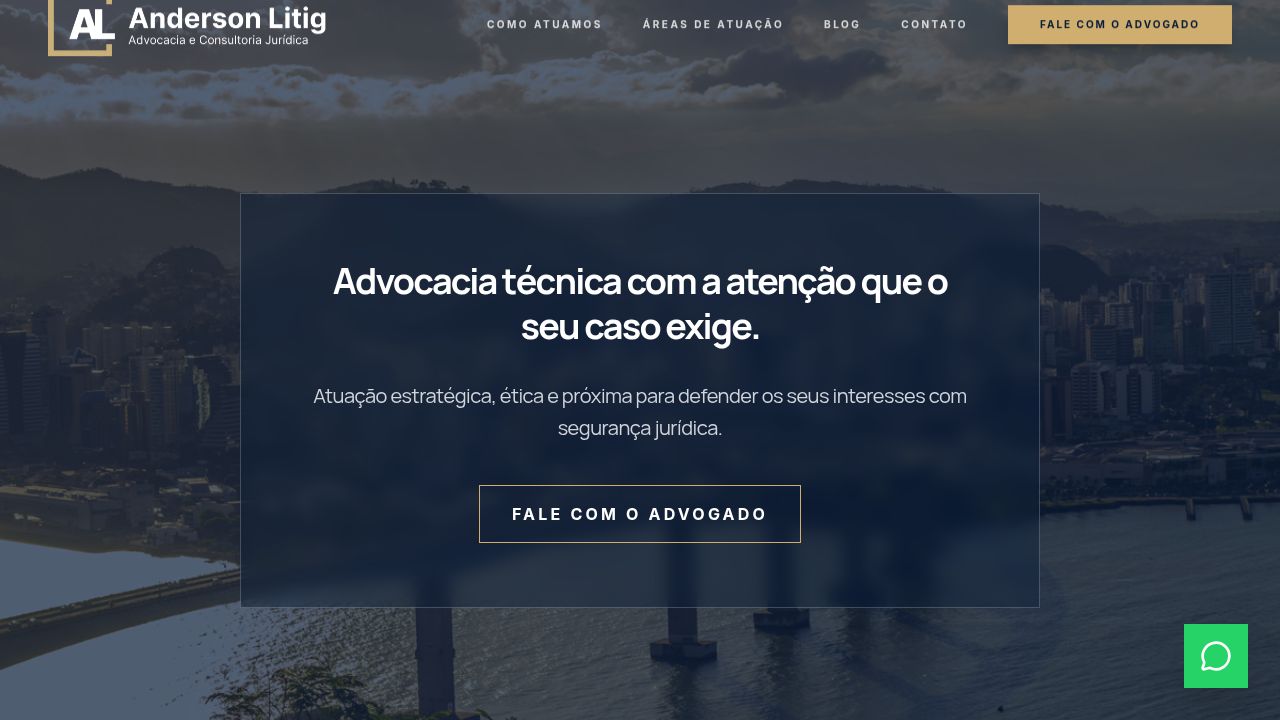 AL
Anderson Litig
Advocacia e Consultoria Jurídica
COMO ATUAMOS
ÁREAS DE ATUAÇÃO
BLOG
CONTATO
FALE COM O ADVOGADO
Advocacia técnica com a atenção que o
seu caso exige.
Atuação estratégica, ética e próxima para defender os seus interesses com
segurança jurídica.
FALE COM O ADVOGADO